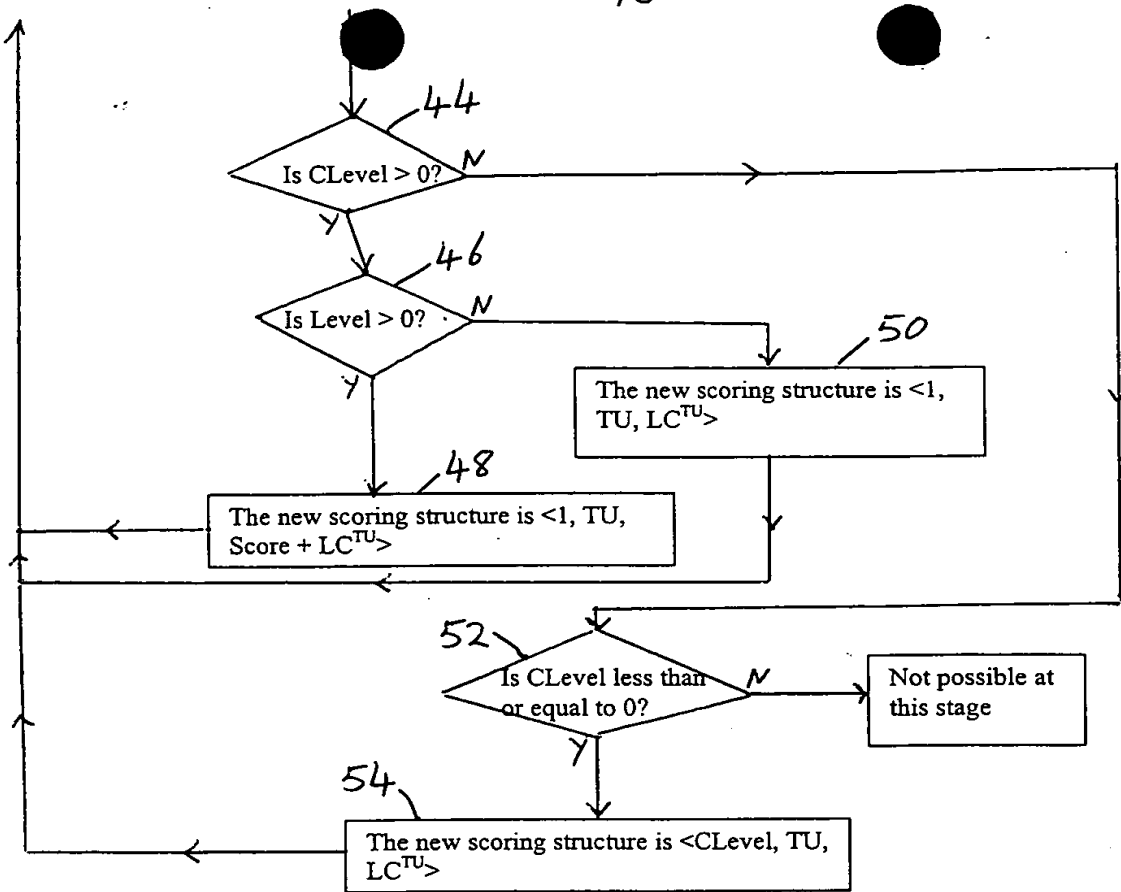 44
Is CLevel > 0?
N
Y
46
Is Level > 0?
N
Y
50
The new scoring structure is <1,
TU, LC^TU>
48
The new scoring structure is <1, TU,
Score + LC^TU>
52
Is CLevel less than
or equal to 0?
N
Not possible at
this stage
Y
54
The new scoring structure is <CLevel, TU,
LC^TU>